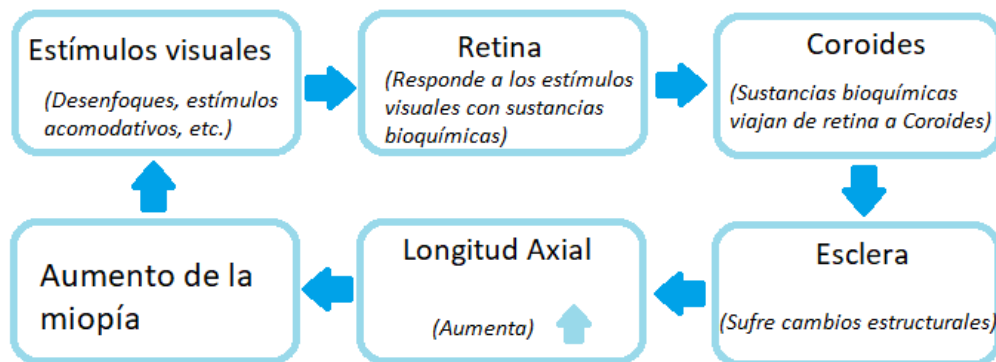 Estímulos visuales
(Desenfoques, estímulos
acomodativos, etc.)
Retina
(Responde a los estímulos
visuales con sustancias
bioquímicas)
Coroides
(Sustancias bioquímicas
viajan de retina a Coroides)
Esclera
(Sufre cambios estructurales)
Longitud Axial
(Aumenta)
Aumento de la
miopía